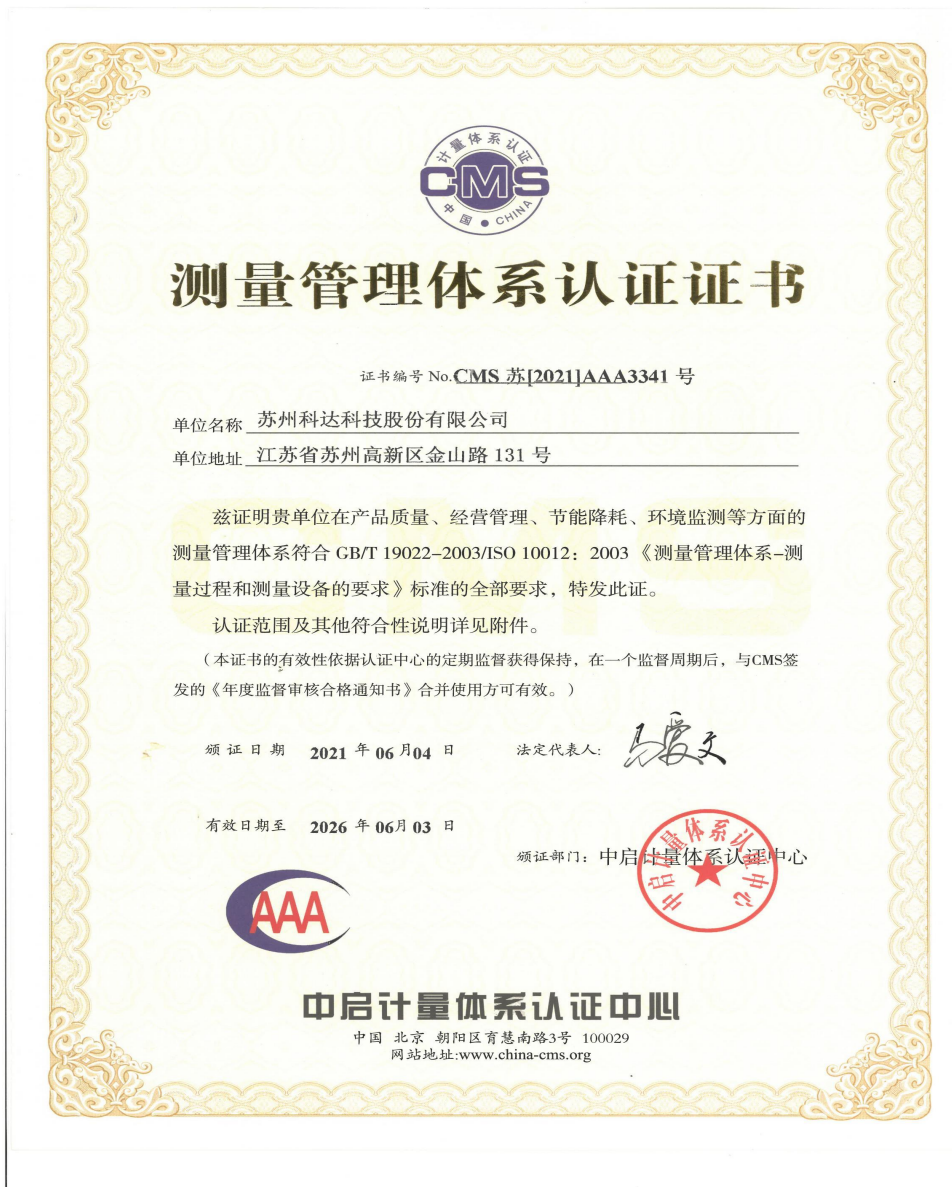 计量体系认证
CMS
中国 CHINA
测量管理体系认证证书
证书编号 No.CMS 苏[2021]AAA3341 号
单位名称 苏州科达科技股份有限公司
单位地址 江苏省苏州高新区金山路 131 号
兹证明贵单位在产品质量、经营管理、节能降耗、环境监测等方面的
测量管理体系符合 GB/T 19022-2003/ISO 10012：2003《测量管理体系-测
量过程和测量设备的要求》标准的全部要求，特发此证。
认证范围及其他符合性说明详见附件。
（本证书的有效性依据认证中心的定期监督获得保持，在一个监督周期后，与CMS签
发的《年度监督审核合格通知书》合并使用方可有效。）
颁证日期 2021 年 06 月 04 日 法定代表人：
有效日期至 2026 年 06 月 03 日
颁证部门：中启计量体系认证中心
中启计量体系认证中心
AAA
中启计量体系认证中心
中国 北京 朝阳区育慧南路3号 100029
网站地址:www.china-cms.org